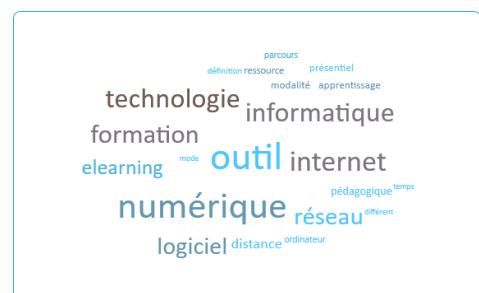 parcours
définition ressource présentiel
modalité apprentissage
technologie informatique
formation
elearning mode outil internet
pédagogique temps
numérique réseau différent
logiciel distance ordinateur